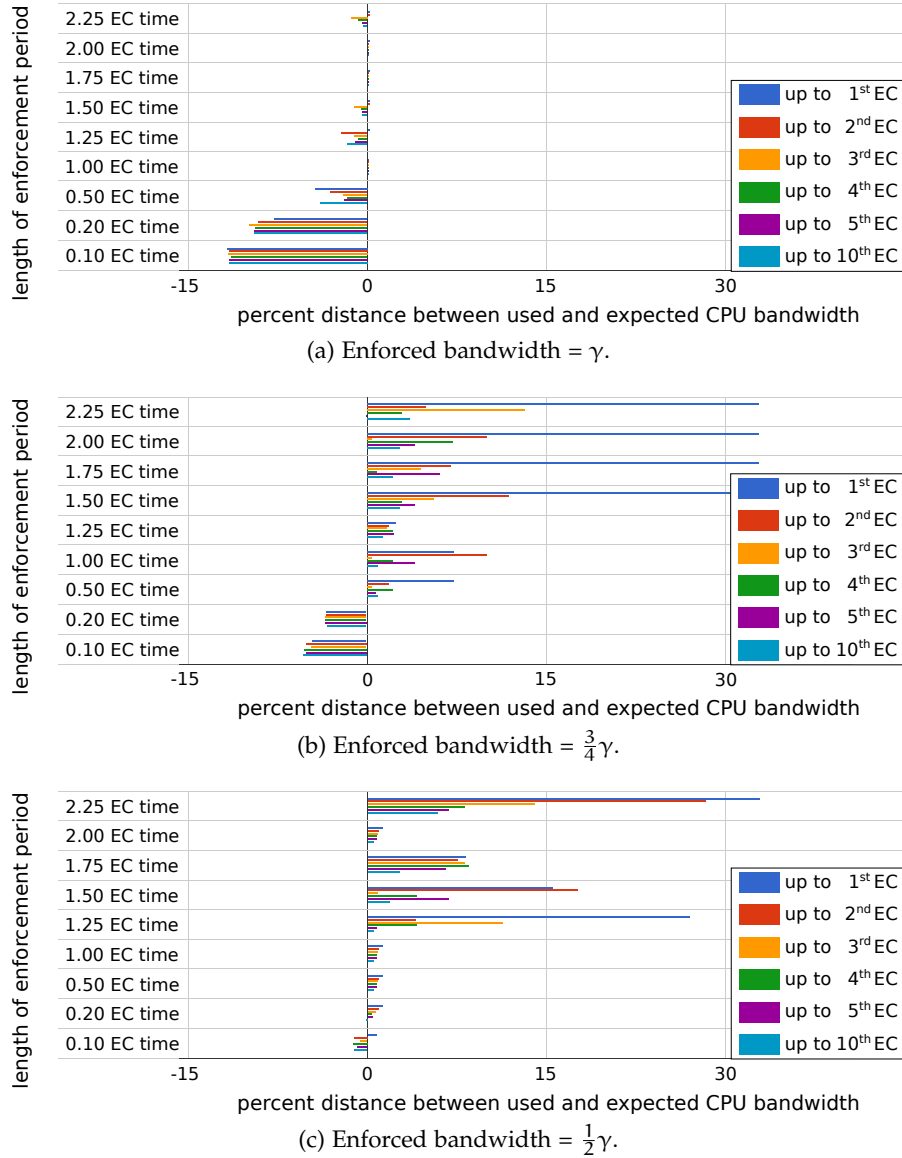 length of enforcement period
2.25 EC time
2.00 EC time
1.75 EC time
1.50 EC time
1.25 EC time
1.00 EC time
0.50 EC time
0.20 EC time
0.10 EC time
up to 1st EC
up to 2nd EC
up to 3rd EC
up to 4th EC
up to 5th EC
up to 10th EC
-15 0 15 30
percent distance between used and expected CPU bandwidth
(a) Enforced bandwidth = γ.
length of enforcement period
2.25 EC time
2.00 EC time
1.75 EC time
1.50 EC time
1.25 EC time
1.00 EC time
0.50 EC time
0.20 EC time
0.10 EC time
up to 1st EC
up to 2nd EC
up to 3rd EC
up to 4th EC
up to 5th EC
up to 10th EC
-15 0 15 30
percent distance between used and expected CPU bandwidth
(b) Enforced bandwidth = 3/4 γ.
length of enforcement period
2.25 EC time
2.00 EC time
1.75 EC time
1.50 EC time
1.25 EC time
1.00 EC time
0.50 EC time
0.20 EC time
0.10 EC time
up to 1st EC
up to 2nd EC
up to 3rd EC
up to 4th EC
up to 5th EC
up to 10th EC
-15 0 15 30
percent distance between used and expected CPU bandwidth
(c) Enforced bandwidth = 1/2 γ.